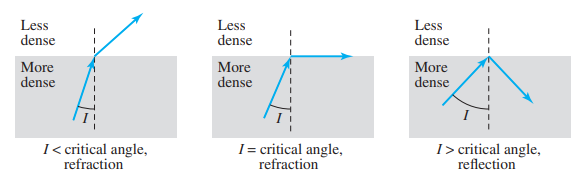 Less
dense
More
dense
I
I < critical angle,
refraction
Less
dense
More
dense
I
I = critical angle,
refraction
Less
dense
More
dense
I
I > critical angle,
reflection